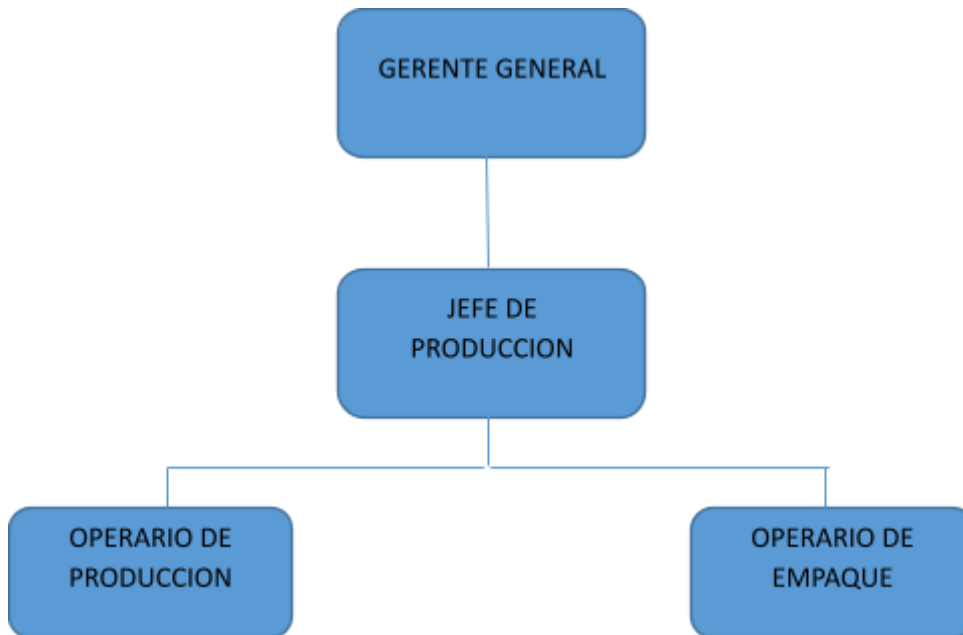 GERENTE GENERAL
JEFE DE
PRODUCCION
OPERARIO DE
PRODUCCION
OPERARIO DE
EMPAQUE